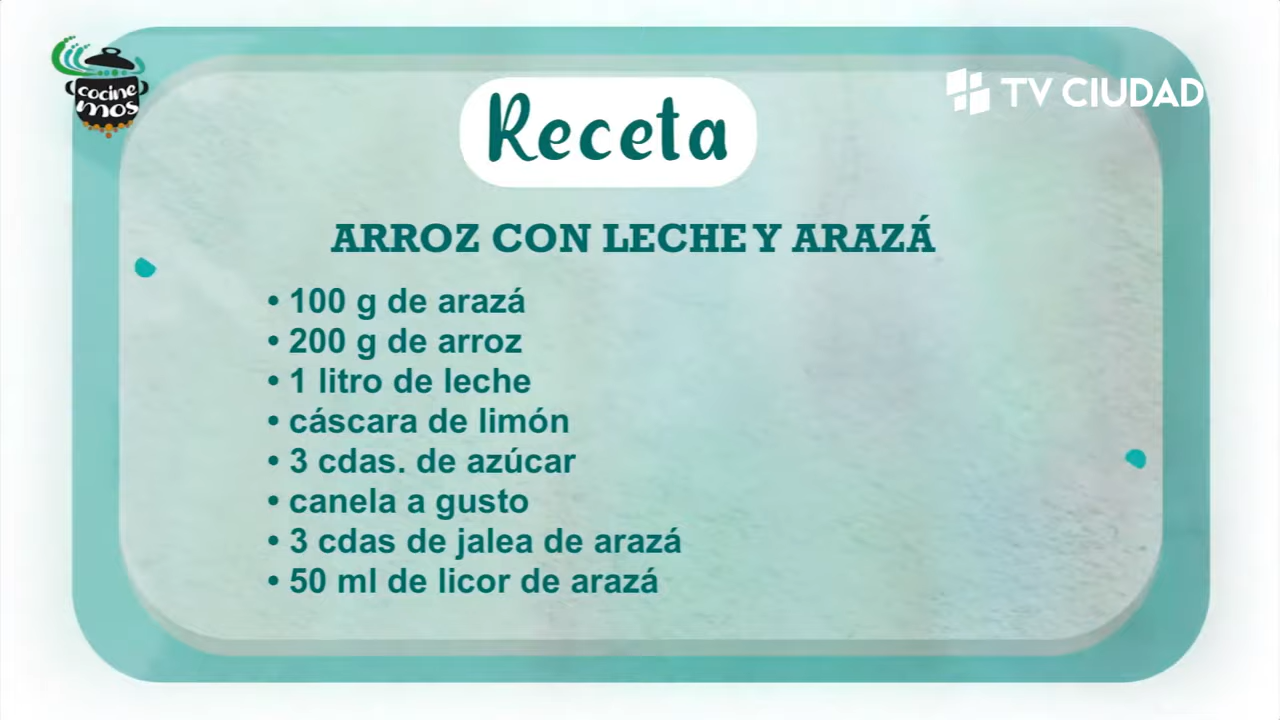 cocine
mos
TV CIUDAD
Receta
ARROZ CON LECHE Y ARAZÁ
• 100 g de arazá
• 200 g de arroz
• 1 litro de leche
• cáscara de limón
• 3 cdas. de azúcar
• canela a gusto
• 3 cdas de jalea de arazá
• 50 ml de licor de arazá